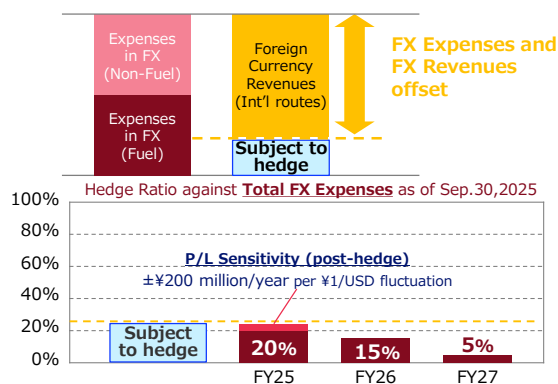 Expenses
in FX
(Non-Fuel)
Expenses
in FX
(Fuel)
Foreign
Currency
Revenues
(Int’l routes)
Subject to
hedge
FX Expenses and
FX Revenues
offset
Hedge Ratio against Total FX Expenses as of Sep.30,2025
100%
80%
60%
40%
20%
0%
P/L Sensitivity (post-hedge)
±¥200 million/year per ¥1/USD fluctuation
Subject
to hedge
20%
15%
5%
FY25
FY26
FY27